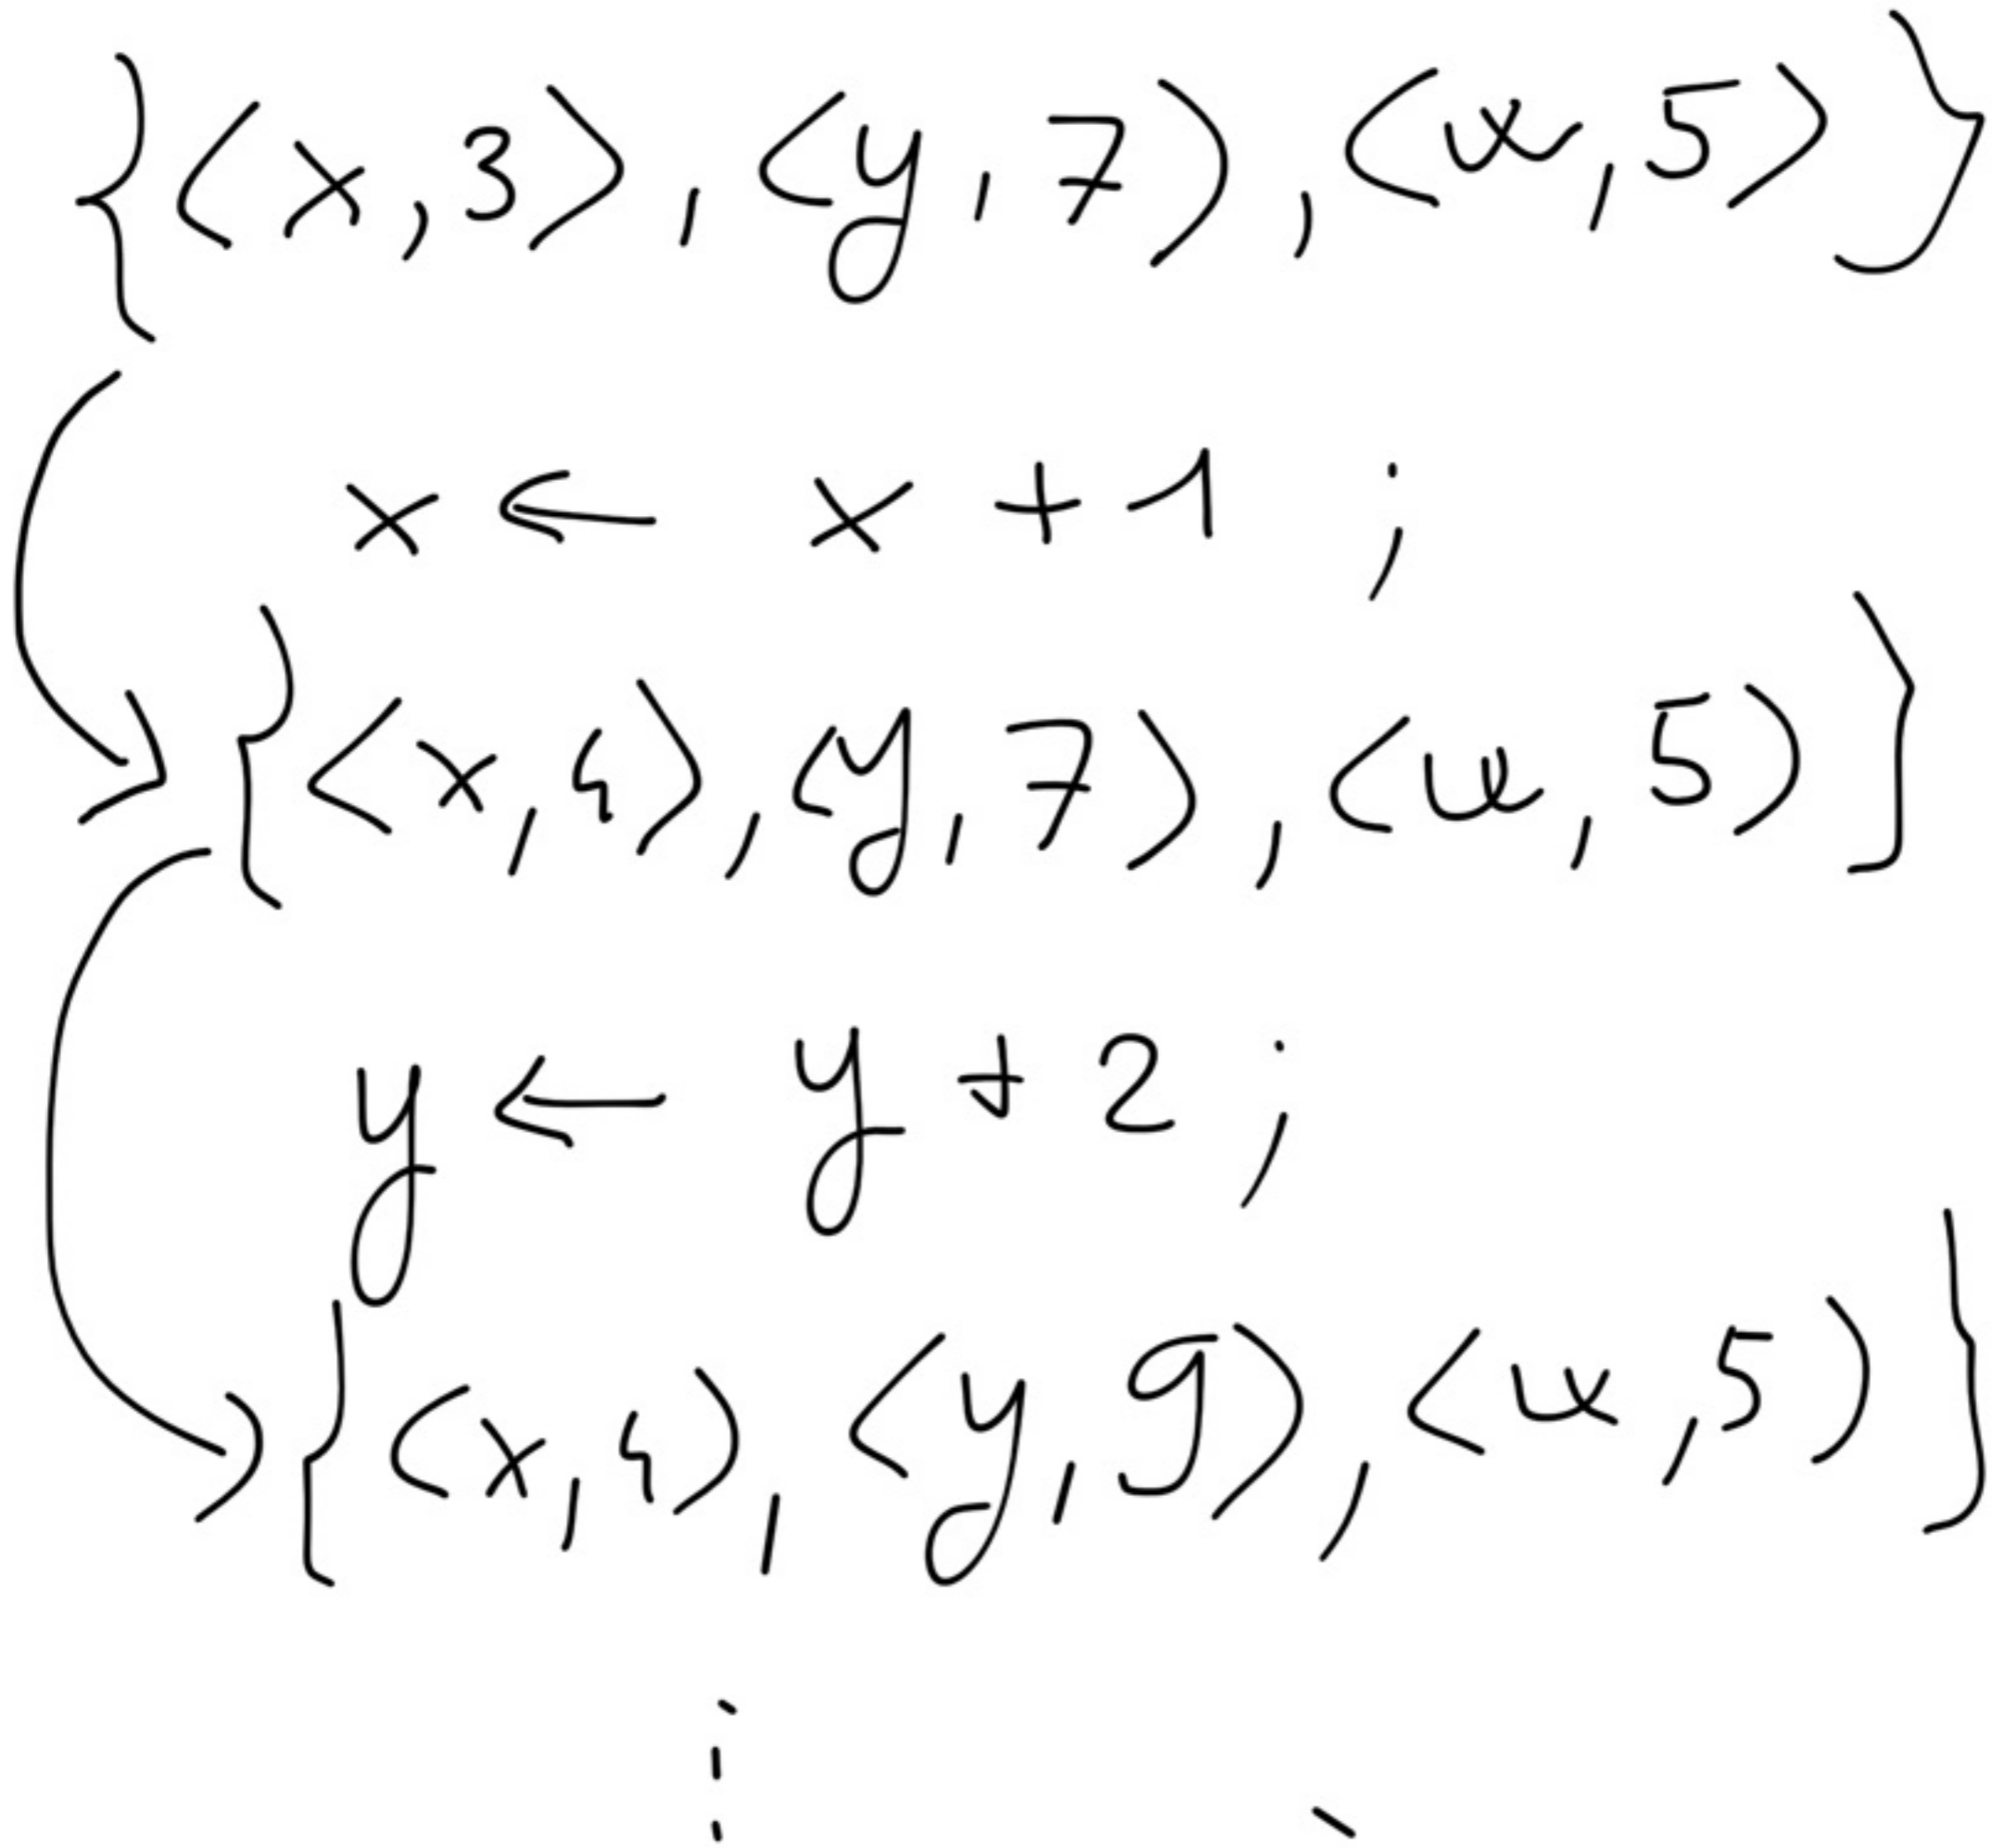 {⟨x,3⟩, ⟨y,7⟩, ⟨w,5⟩}
x ← x + 1 ;
{⟨x,4⟩, ⟨y,7⟩, ⟨w,5⟩}
y ← y + 2 ;
{⟨x,4⟩, ⟨y,9⟩, ⟨w,5⟩}
⋮